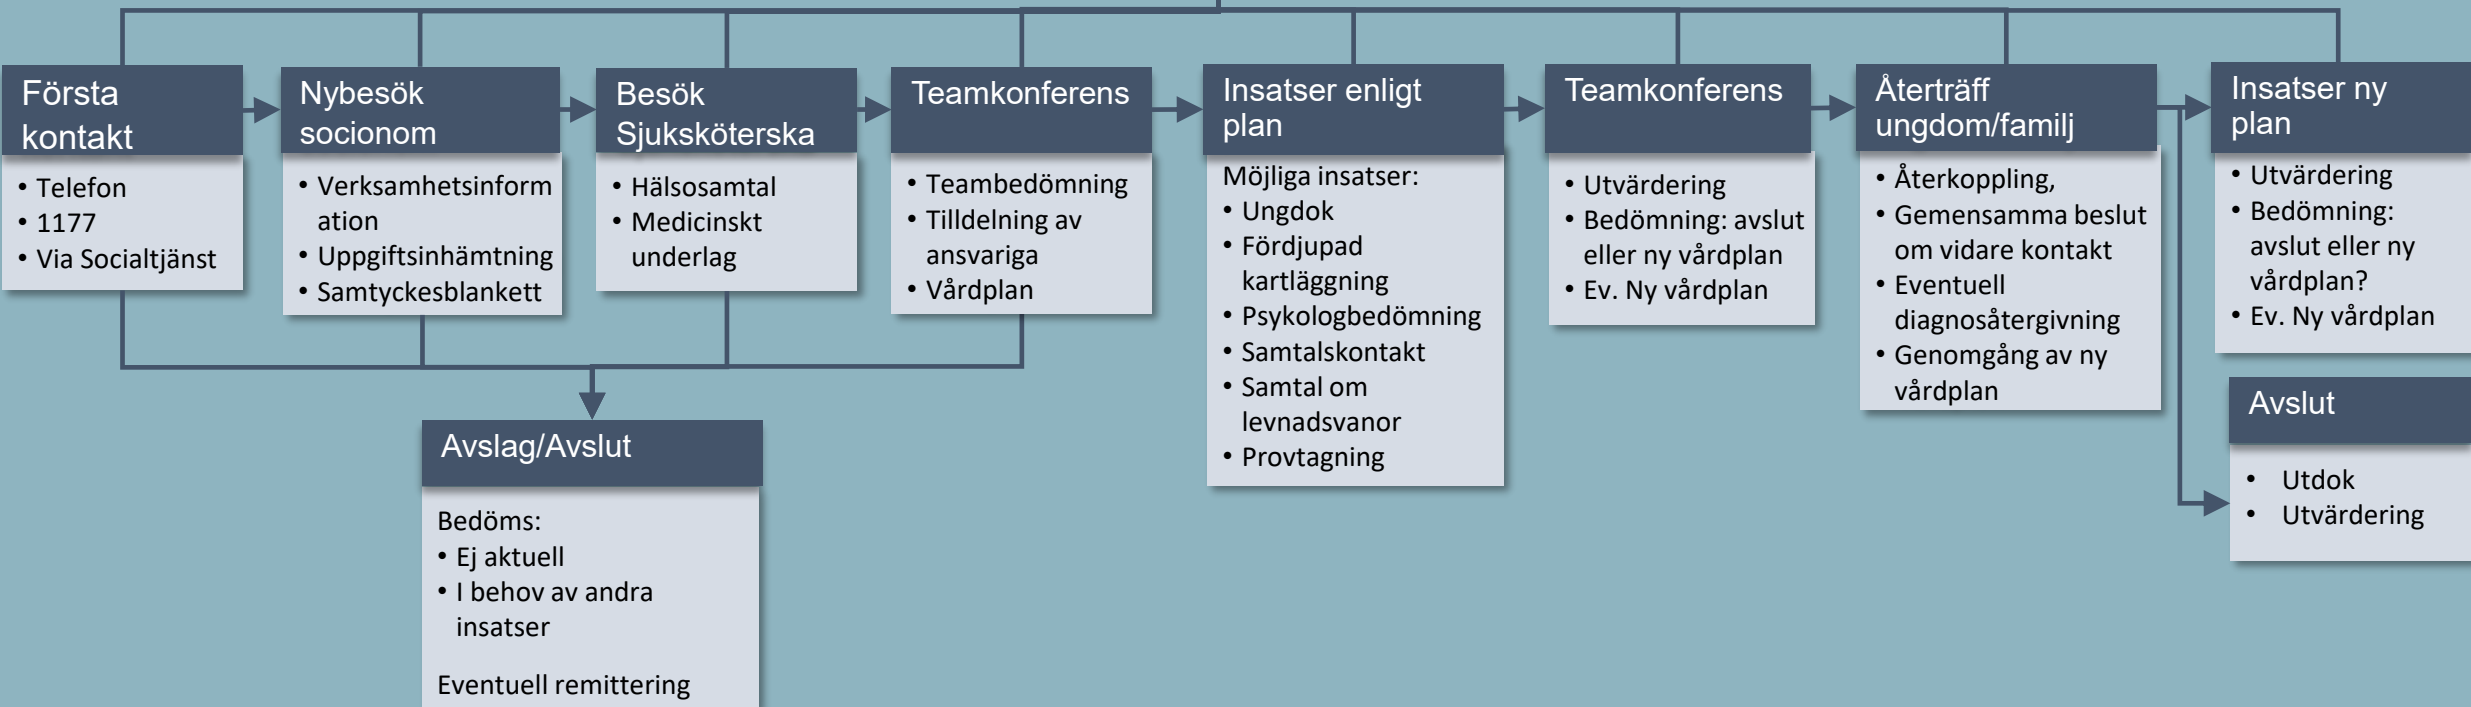 Första
kontakt
• Telefon
• 1177
• Via Socialtjänst
Nybesök
socionom
• Verksamhetsinform
ation
• Uppgiftsinhämtning
• Samtyckesblankett
Besök
Sjuksköterska
• Hälsosamtal
• Medicinskt
underlag
Teamkonferens
• Teambedömning
• Tilldelning av
ansvariga
• Vårdplan
Insatser enligt
plan
Möjliga insatser:
• Ungdok
• Fördjupad
kartläggning
• Psykologbedömning
• Samtalskontakt
• Samtal om
levnadsvanor
• Provtagning
Teamkonferens
• Utvärdering
• Bedömning: avslut
eller ny vårdplan
• Ev. Ny vårdplan
Återträff
ungdom/familj
• Återkoppling,
• Gemensamma beslut
om vidare kontakt
• Eventuell
diagnosåtergivning
• Genomgång av ny
vårdplan
Insatser ny
plan
• Utvärdering
• Bedömning:
avslut eller ny
vårdplan?
• Ev. Ny vårdplan
Avslut
• Utdok
• Utvärdering
Avslag/Avslut
Bedöms:
• Ej aktuell
• I behov av andra
insatser
Eventuell remittering